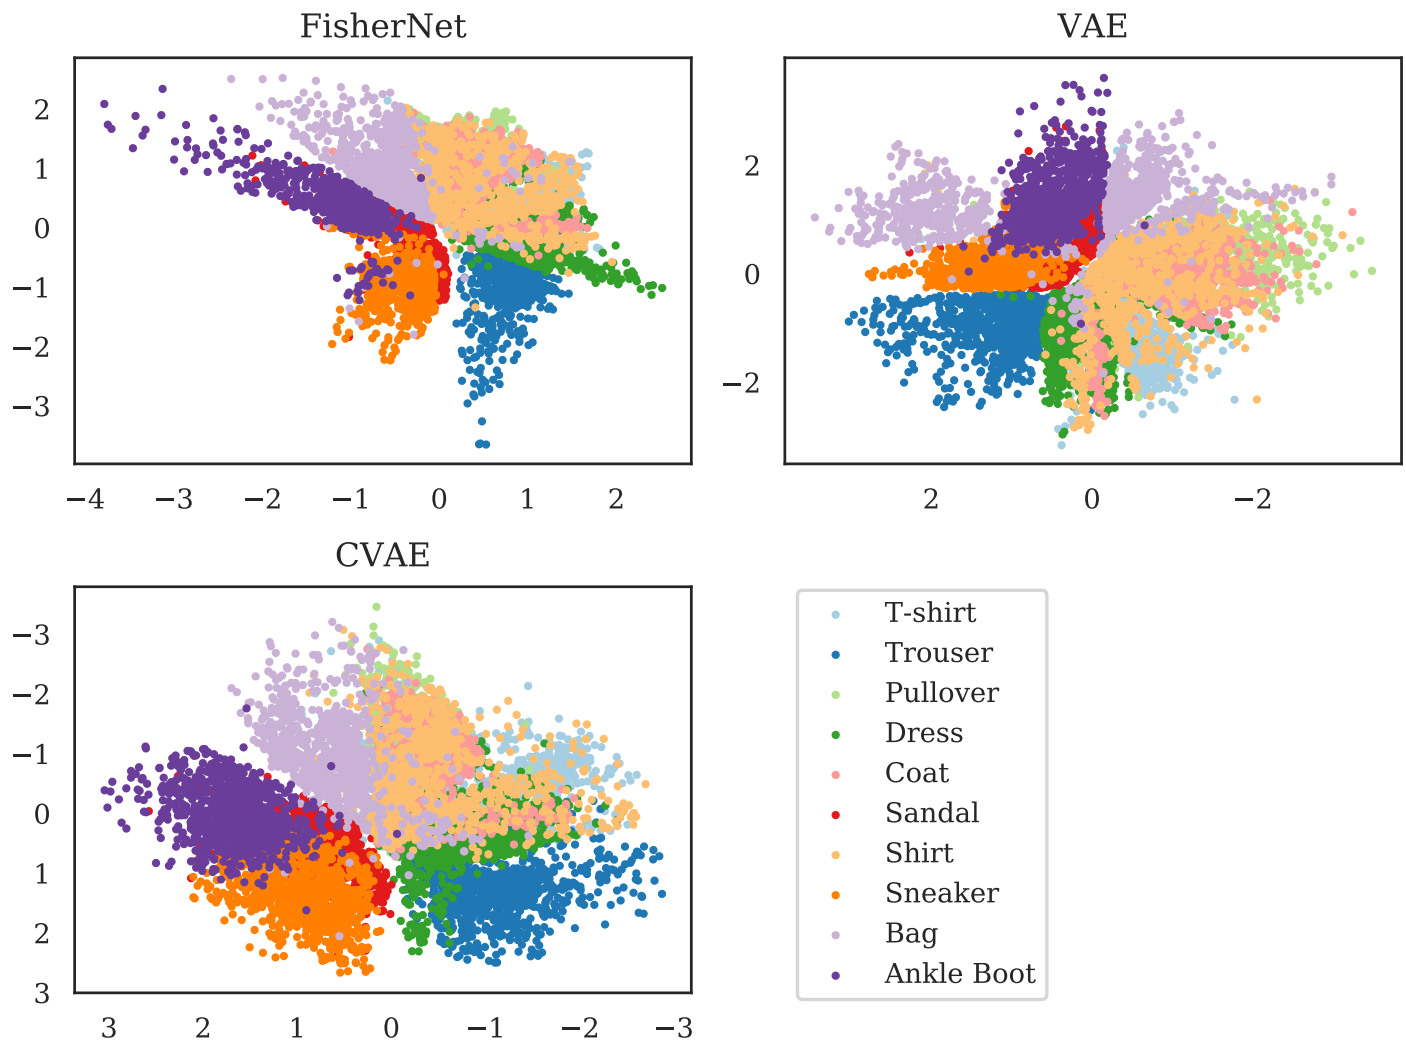 FisherNet
VAE
2
1
0
−1
−2
−3
−4 −3 −2 −1 0 1 2
2
0
−2
2 0 −2
CVAE
−3
−2
−1
0
1
2
3
3 2 1 0 −1 −2 −3
T-shirt
Trouser
Pullover
Dress
Coat
Sandal
Shirt
Sneaker
Bag
Ankle Boot